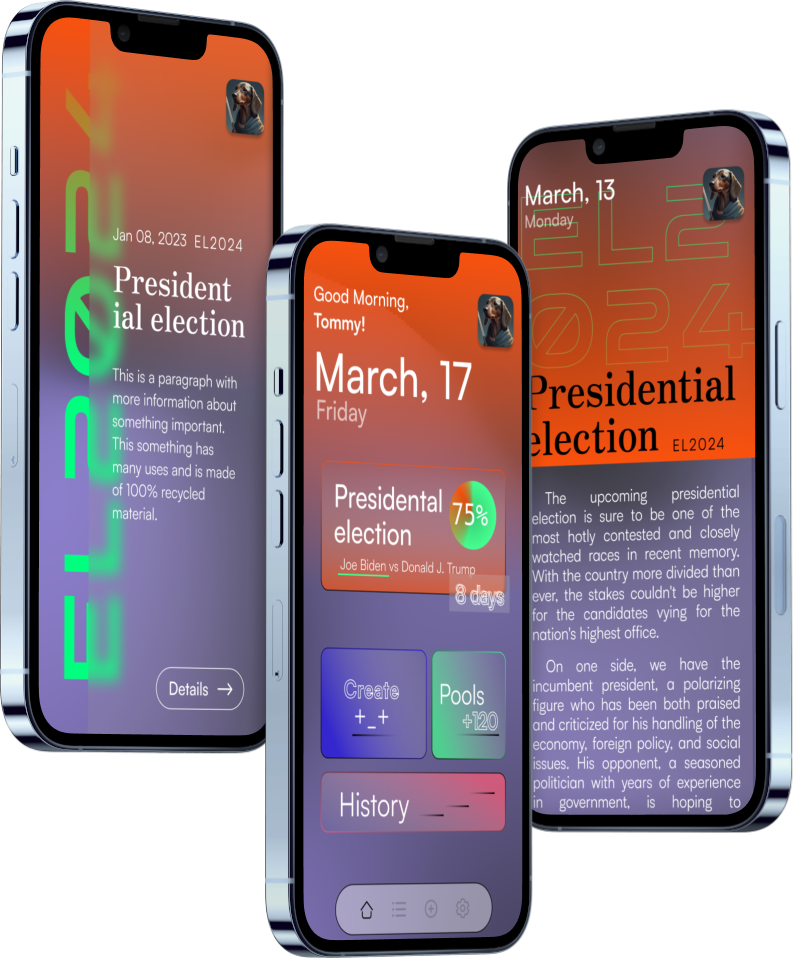 EL2024
Jan 08, 2023 EL2024
President
ial election
This is a paragraph with
more information about
something important.
This something has
many uses and is made
of 100% recycled
material.
Details →
Good Morning,
Tommy!
March, 17
Friday
Presidental
election
75%
Joe Biden vs Donald J. Trump
8 days
Create
+_+
Pools
+120
History
March, 13
Monday
EL2
024
Presidential
election EL2024
The upcoming presidential
election is sure to be one of the
most hotly contested and closely
watched races in recent memory.
With the country more divided than
ever, the stakes couldn't be higher
for the candidates vying for the
nation's highest office.
On one side, we have the
incumbent president, a polarizing
figure who has been both praised
and criticized for his handling of the
economy, foreign policy, and social
issues. His opponent, a seasoned
politician with years of experience
in government, is hoping to